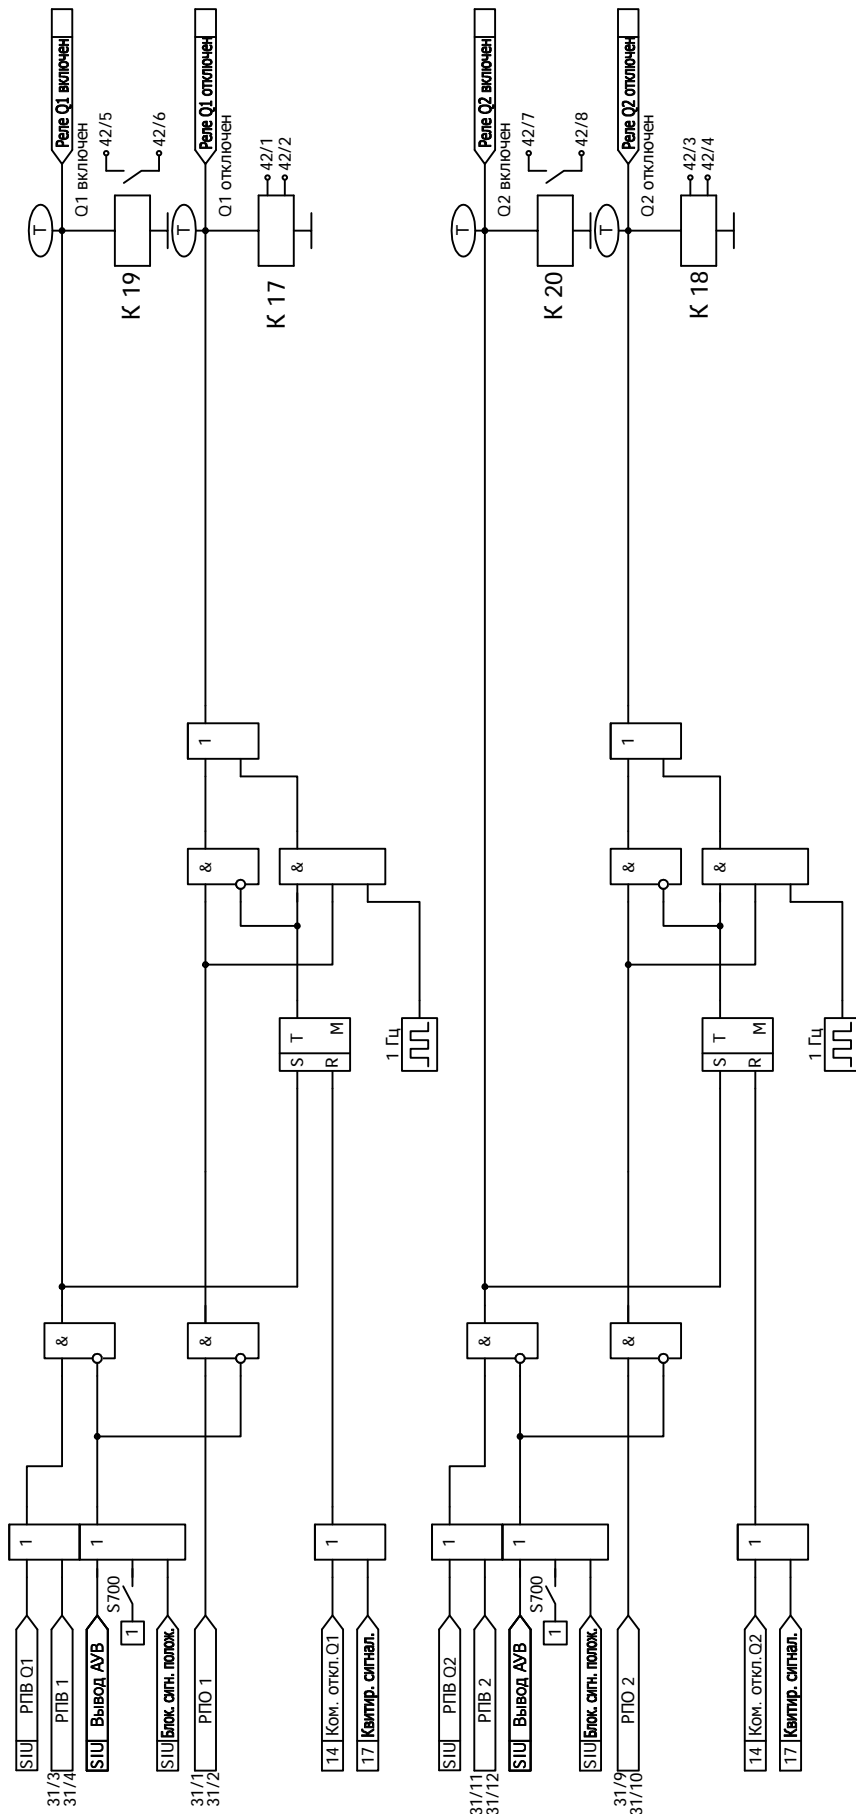 Реле Q1 включен
Реле Q1 отключен
Реле Q2 включен
Реле Q2 отключен
T
Q1 включен
42/5
42/6
К 19
T
Q1 отключен
42/1
42/2
К 17
T
Q2 включен
42/7
42/8
К 20
T
Q2 отключен
42/3
42/4
К 18
1
&
&
S T
R M
1 Гц
&
&
1
&
&
S T
R M
1 Гц
&
&
1
1
S700
1
1
1
1
S700
1
1
SIU РПВ Q1
31/3
31/4
РПВ 1
SIU Вывод АУВ
SIU Блок. сигн. полож.
31/1
31/2
РПО 1
14 Ком. откл.Q1
17 Квитир. сигнал.
SIU РПВ Q2
31/11
31/12
РПВ 2
SIU Вывод АУВ
SIU Блок. сигн. полож.
31/9
31/10
РПО 2
14 Ком. откл.Q2
17 Квитир. сигнал.